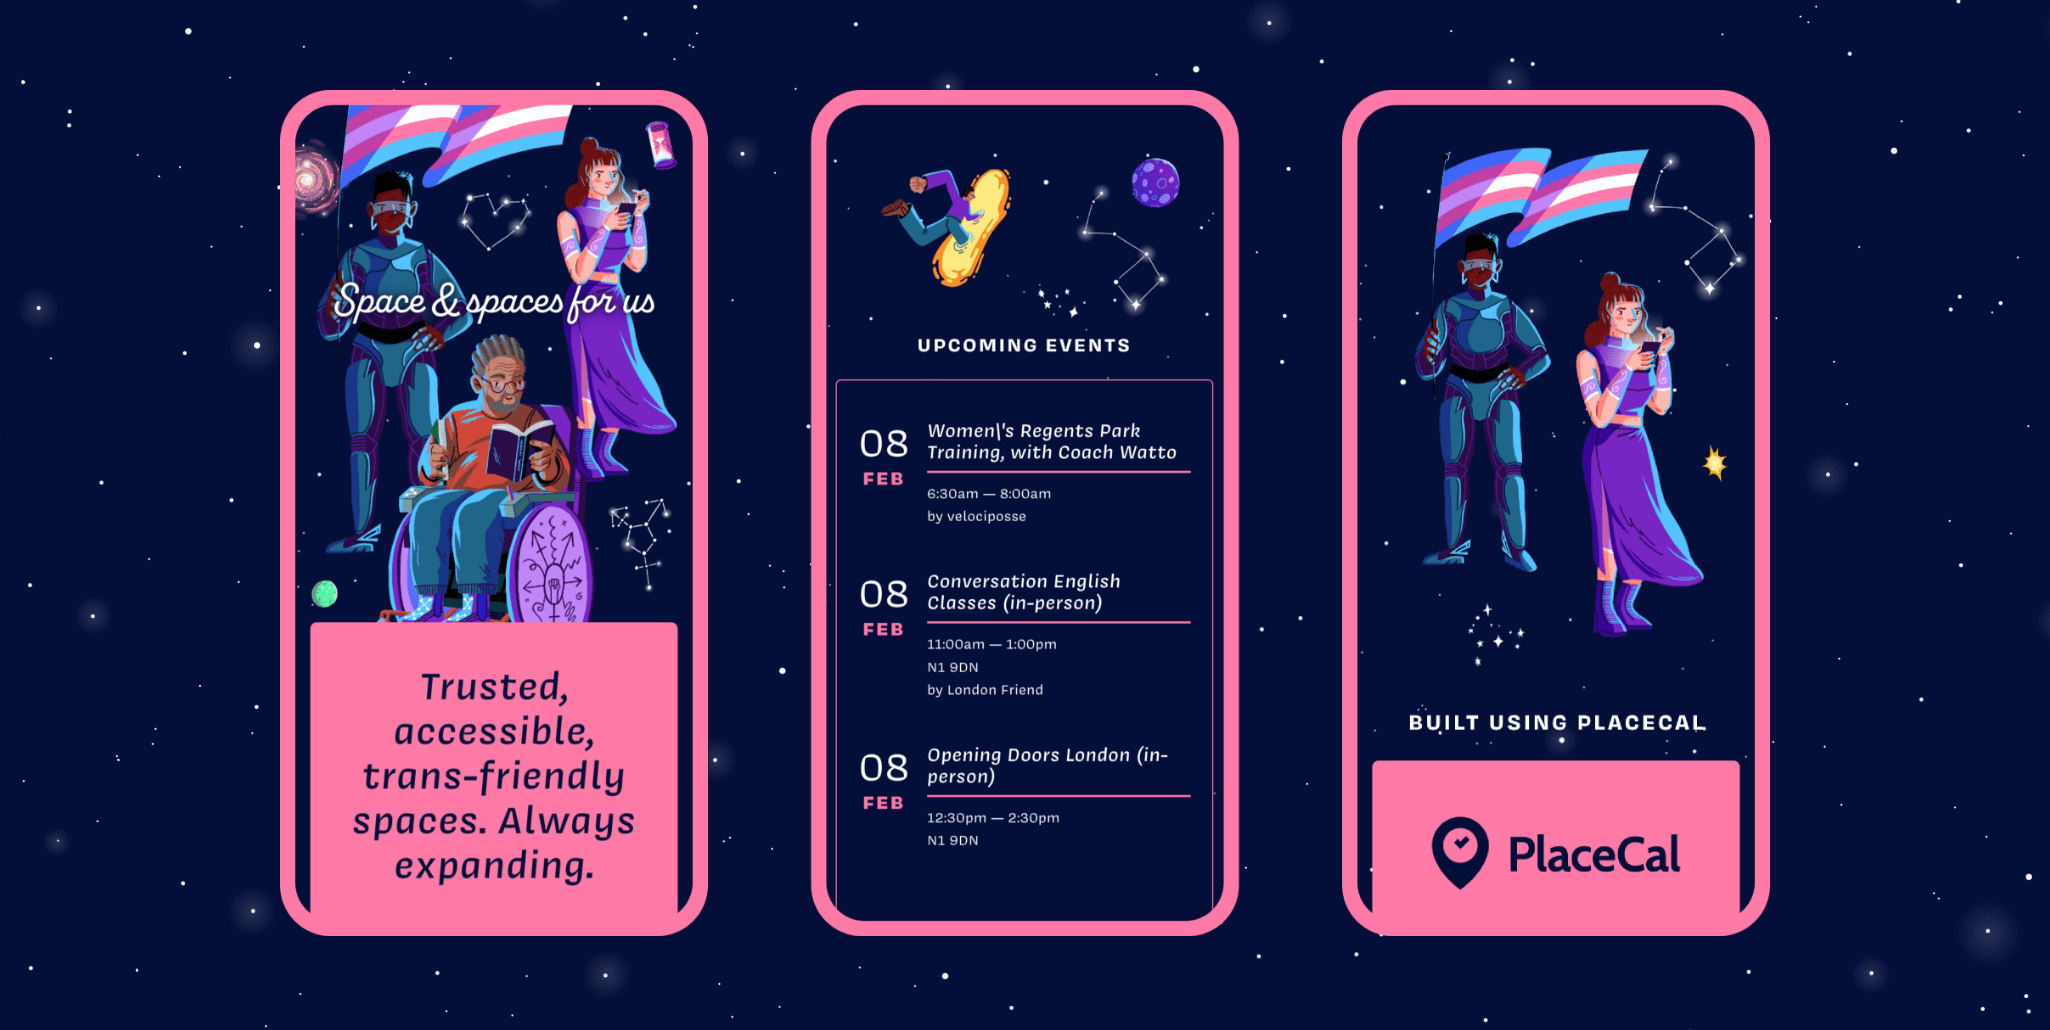 Space & spaces for us
Trusted,
accessible,
trans-friendly
spaces. Always
expanding.
UPCOMING EVENTS
08
FEB
Women\'s Regents Park
Training, with Coach Watto
6:30am — 8:00am
by velociposse
08
FEB
Conversation English
Classes (in-person)
11:00am — 1:00pm
N1 9DN
by London Friend
08
FEB
Opening Doors London (in-
person)
12:30pm — 2:30pm
N1 9DN
BUILT USING PLACECAL
PlaceCal